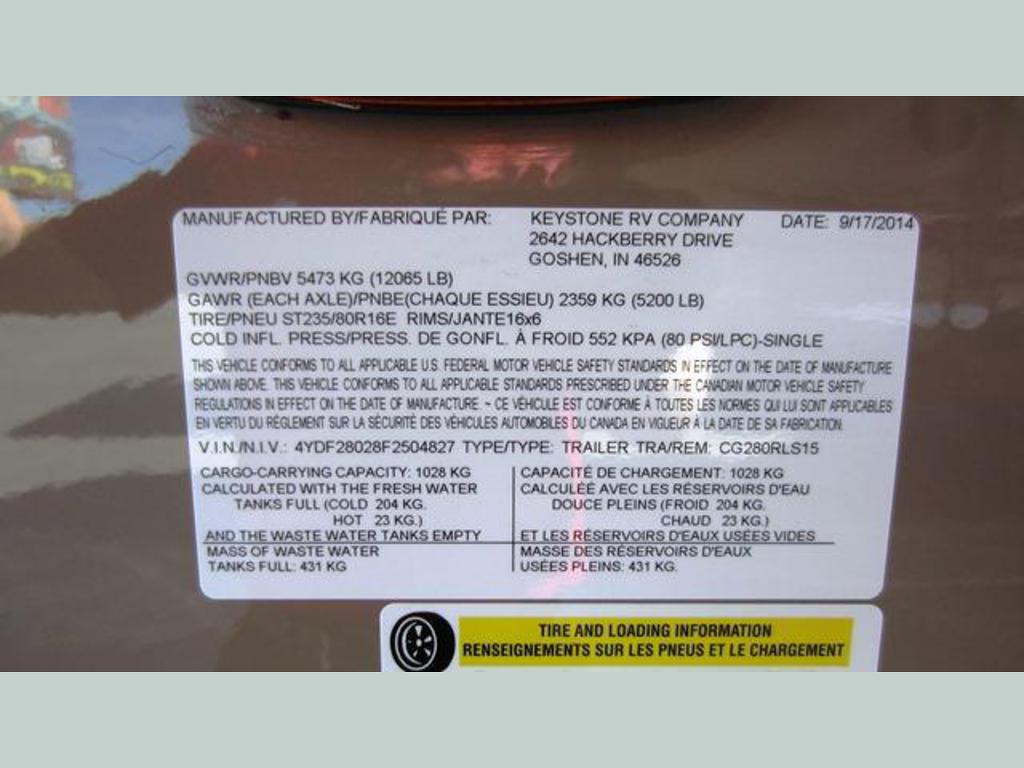 MANUFACTURED BY/FABRIQUÉ PAR: KEYSTONE RV COMPANY DATE: 9/17/2014
2642 HACKBERRY DRIVE
GOSHEN, IN 46526
GVWR/PNBV 5473 KG (12065 LB)
GAWR (EACH AXLE)/PNBE(CHAQUE ESSIEU) 2359 KG (5200 LB)
TIRE/PNEU ST235/80R16E RIMS/JANTE16x6
COLD INFL. PRESS/PRESS. DE GONFL. À FROID 552 KPA (80 PSI/LPC)-SINGLE
THIS VEHICLE CONFORMS TO ALL APPLICABLE U.S. FEDERAL MOTOR VEHICLE SAFETY STANDARDS IN EFFECT ON THE DATE OF MANUFACTURE
SHOWN ABOVE. THIS VEHICLE CONFORMS TO ALL APPLICABLE STANDARDS PRESCRIBED UNDER THE CANADIAN MOTOR VEHICLE SAFETY
REGULATIONS IN EFFECT ON THE DATE OF MANUFACTURE. ~ CE VÉHICULE EST CONFORME À TOUTES LES NORMES QUI LUI SONT APPLICABLES
EN VERTU DU RÈGLEMENT SUR LA SÉCURITÉ DES VÉHICULES AUTOMOBILES DU CANADA EN VIGUEUR À LA DATE DE SA FABRICATION.
V.I.N./N.I.V.: 4YDF28028F2504827 TYPE/TYPE: TRAILER TRA/REM: CG280RLS15
CARGO-CARRYING CAPACITY: 1028 KG
CALCULATED WITH THE FRESH WATER
TANKS FULL (COLD 204 KG.
HOT 23 KG.)
AND THE WASTE WATER TANKS EMPTY
MASS OF WASTE WATER
TANKS FULL: 431 KG
CAPACITÉ DE CHARGEMENT: 1028 KG
CALCULÉE AVEC LES RÉSERVOIRS D'EAU
DOUCE PLEINS (FROID 204 KG.
CHAUD 23 KG.)
ET LES RÉSERVOIRS D'EAUX USÉES VIDES
MASSE DES RÉSERVOIRS D'EAUX
USÉES PLEINS: 431 KG.
TIRE AND LOADING INFORMATION
RENSEIGNEMENTS SUR LES PNEUS ET LE CHARGEMENT